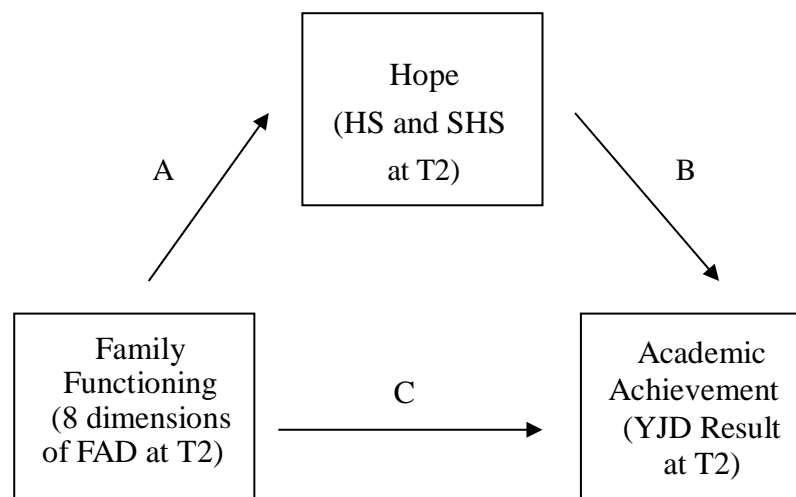 Hope
(HS and SHS
at T2)
A
B
Family
Functioning
(8 dimensions
of FAD at T2)
C
Academic
Achievement
(YJD Result
at T2)